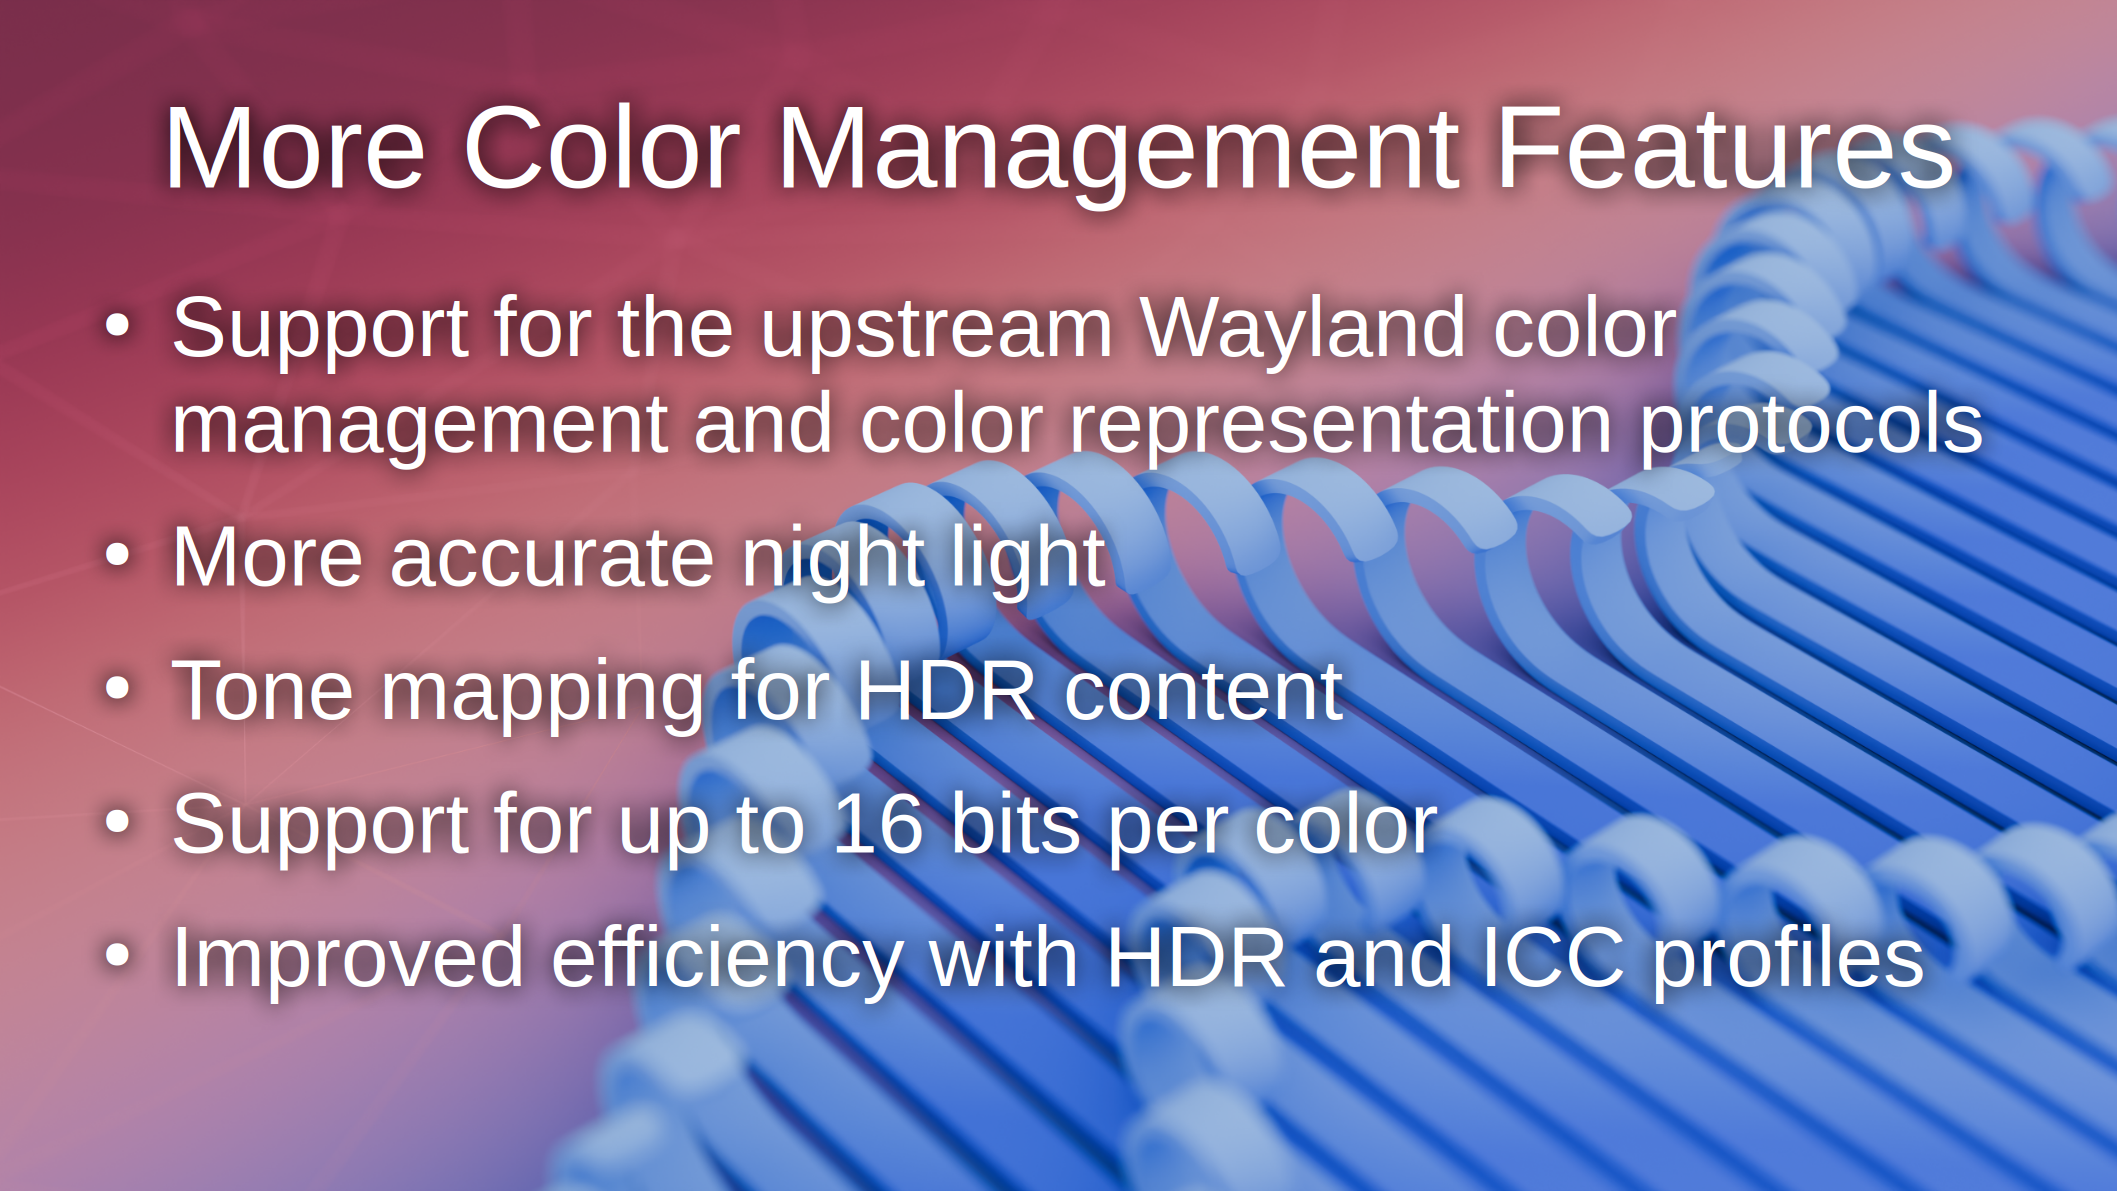 More Color Management Features
• Support for the upstream Wayland color
management and color representation protocols
• More accurate night light
• Tone mapping for HDR content
• Support for up to 16 bits per color
• Improved efficiency with HDR and ICC profiles